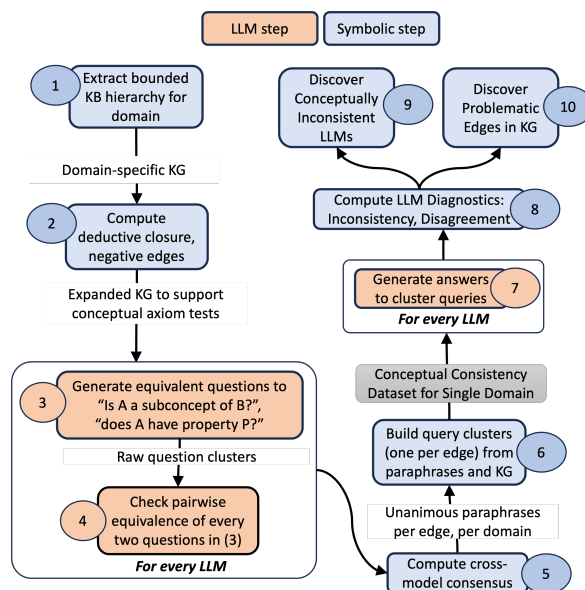 LLM step
Symbolic step
1
Extract bounded
KB hierarchy for
domain
Domain-specific KG
2
Compute
deductive closure,
negative edges
Expanded KG to support
conceptual axiom tests
3
Generate equivalent questions to
“Is A a subconcept of B?”,
“does A have property P?”
Raw question clusters
4
Check pairwise
equivalence of every
two questions in (3)
For every LLM
Compute cross-
model consensus
5
Unanimous paraphrases
per edge, per domain
Build query clusters
(one per edge) from
paraphrases and KG
6
Conceptual Consistency
Dataset for Single Domain
Generate answers
to cluster queries
7
For every LLM
Compute LLM Diagnostics:
Inconsistency, Disagreement
8
Discover
Conceptually
Inconsistent
LLMs
9
Discover
Problematic
Edges in KG
10